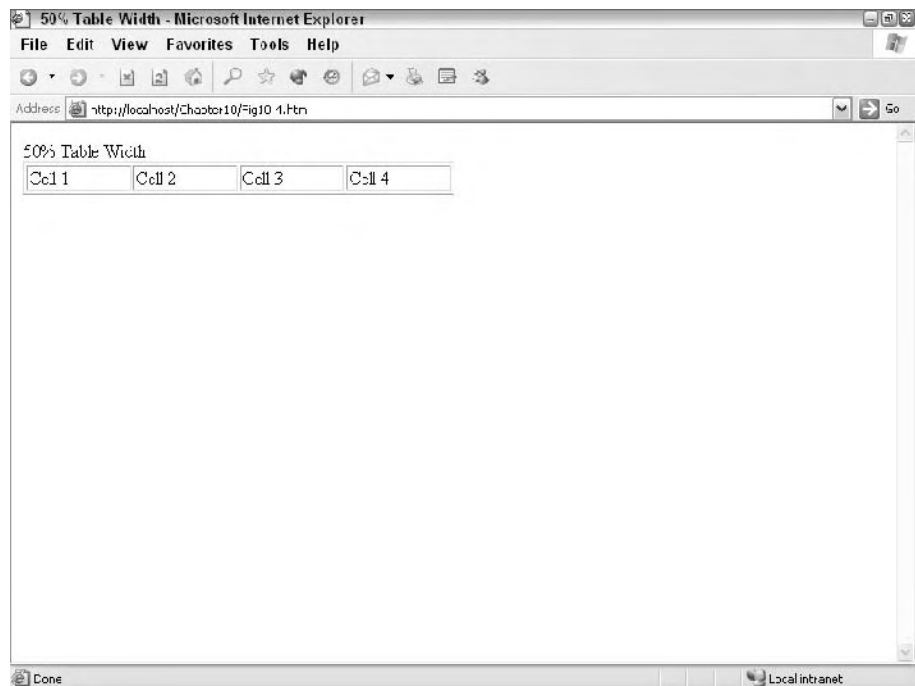 50% Table Width - Microsoft Internet Explorer
File Edit View Favorites Tools Help
Address http://localhost/Chapter10/Fig10-4.htm Go
50% Table Width
Cell 1 Cell 2 Cell 3 Cell 4
Done Local intranet